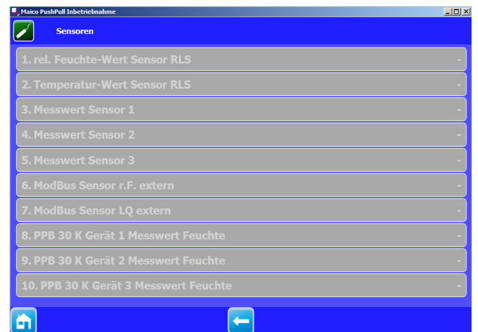 Maico PushPull Inbetriebnahme
Sensoren
1. rel. Feuchte-Wert Sensor RLS -
2. Temperatur-Wert Sensor RLS -
3. Messwert Sensor 1 -
4. Messwert Sensor 2 -
5. Messwert Sensor 3 -
6. ModBus Sensor r.F. extern -
7. ModBus Sensor LQ extern -
8. PPB 30 K Gerät 1 Messwert Feuchte -
9. PPB 30 K Gerät 2 Messwert Feuchte -
10. PPB 30 K Gerät 3 Messwert Feuchte -